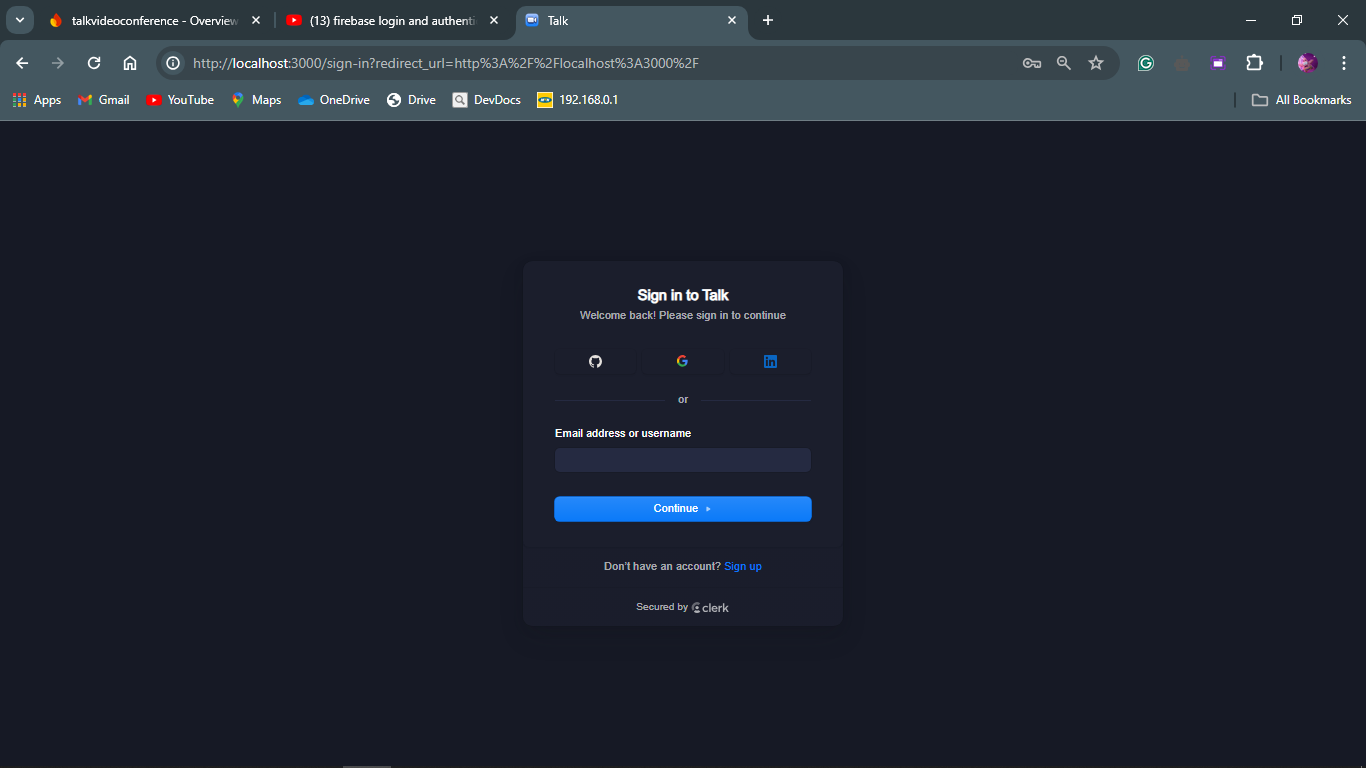 talkvideoconference - Overview
(13) firebase login and authenti
Talk
http://localhost:3000/sign-in?redirect_url=http%3A%2F%2Flocalhost%3A3000%2F
Apps
Gmail
YouTube
Maps
OneDrive
Drive
DevDocs
192.168.0.1
All Bookmarks
Sign in to Talk
Welcome back! Please sign in to continue
or
Email address or username
Continue
Don't have an account? Sign up
Secured by clerk